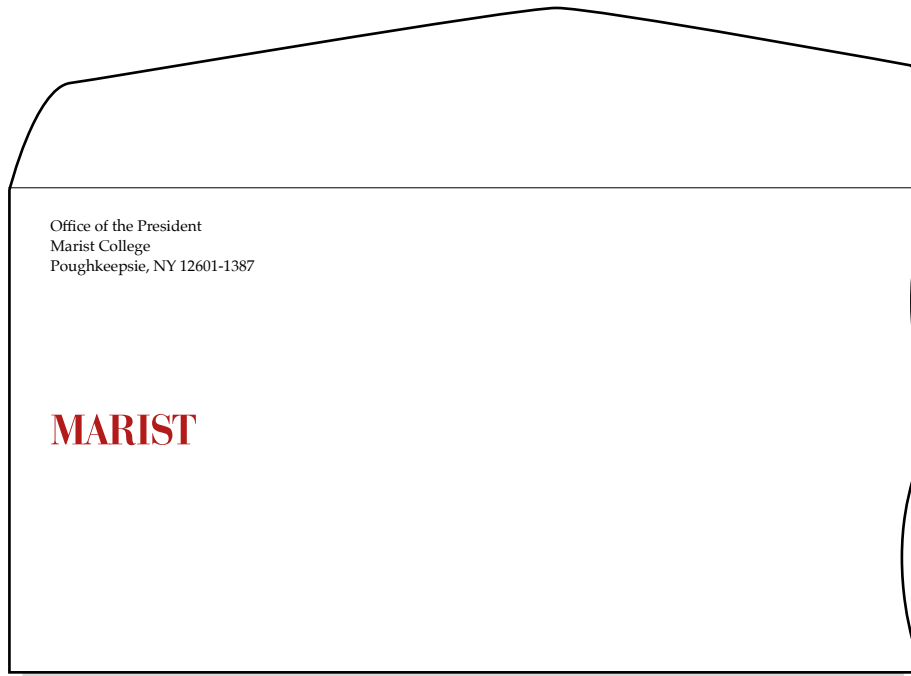 Office of the President
Marist College
Poughkeepsie, NY 12601-1387
MARIST